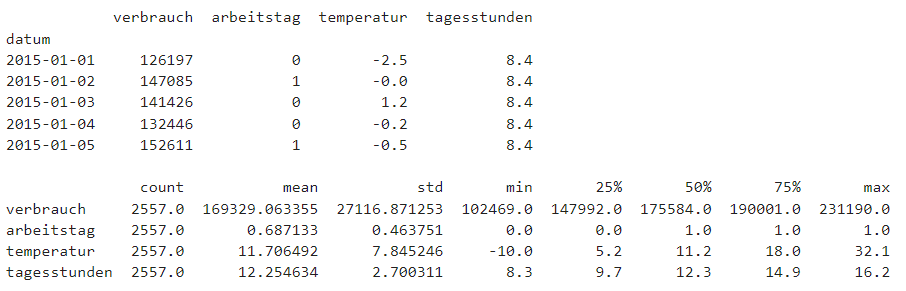 verbrauch arbeitstag temperatur tagesstunden
datum
2015-01-01 126197 0 -2.5 8.4
2015-01-02 147085 1 -0.0 8.4
2015-01-03 141426 0 1.2 8.4
2015-01-04 132446 0 -0.2 8.4
2015-01-05 152611 1 -0.5 8.4
count mean std min 25% 50% 75% max
verbrauch 2557.0 169329.063355 27116.871253 102469.0 147992.0 175584.0 190001.0 231190.0
arbeitstag 2557.0 0.687133 0.463751 0.0 0.0 1.0 1.0 1.0
temperatur 2557.0 11.706492 7.845246 -10.0 5.2 11.2 18.0 32.1
tagesstunden 2557.0 12.254634 2.700311 8.3 9.7 12.3 14.9 16.2